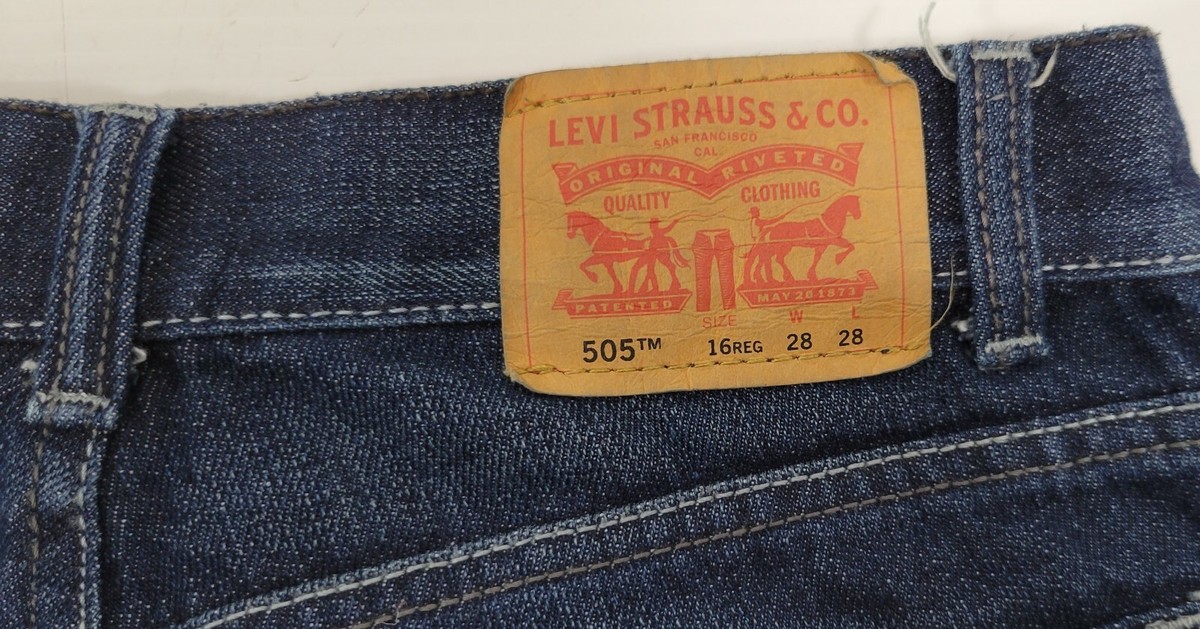 LEVI STRAUSS & CO.
SAN FRANCISCO
CAL.
ORIGINAL RIVETED
QUALITY CLOTHING
PATENTED MAY 20 1873
SIZE W L
505™ 16REG 28 28